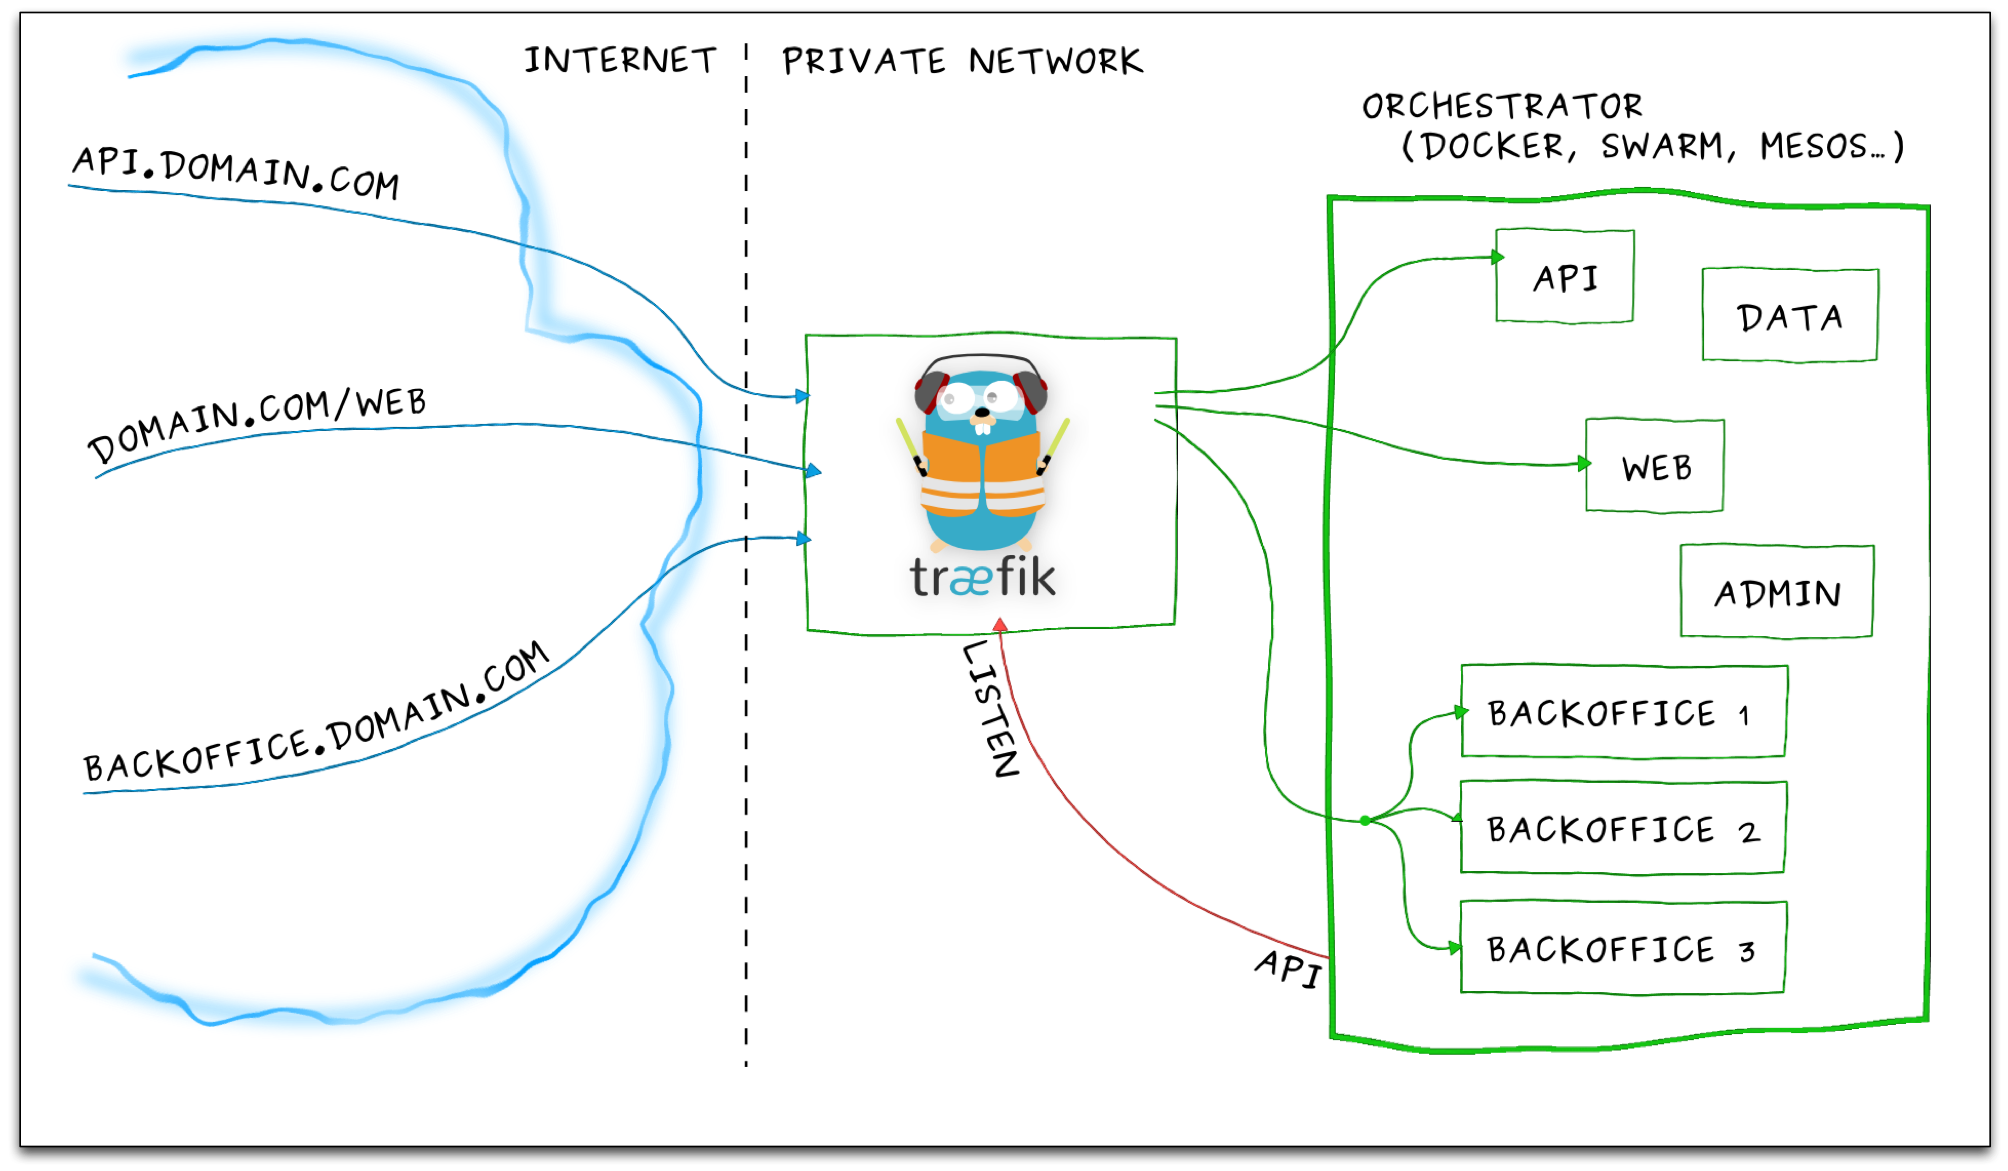 INTERNET
PRIVATE NETWORK
ORCHESTRATOR
(DOCKER, SWARM, MESOS...)
API.DOMAIN.COM
DOMAIN.COM/WEB
BACKOFFICE.DOMAIN.COM
træfik
LISTEN
API
API
DATA
WEB
ADMIN
BACKOFFICE 1
BACKOFFICE 2
BACKOFFICE 3